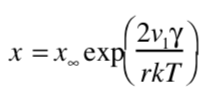 x = x∞ exp(2v₁γ / rkT)